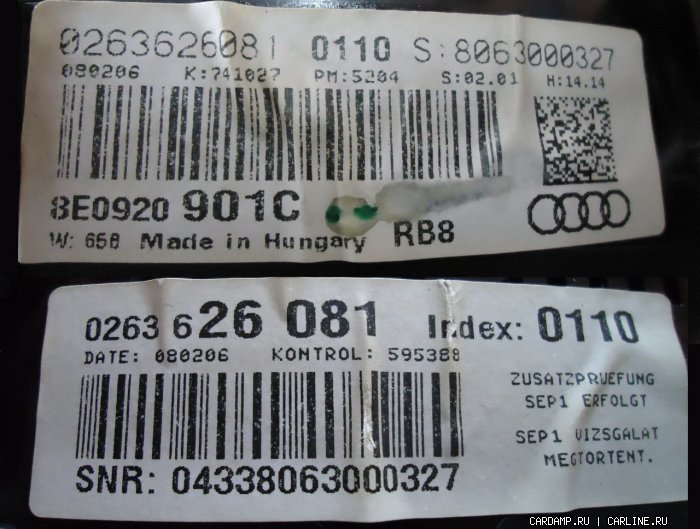 0263626081 0110 S:8063000327
080206 K:741027 PM:5204 S:02.01 H:14.14
8E0920 901C
W: 658 Made in Hungary RB8
0263 626 081 Index: 0110
DATE: 080206 KONTROL: 595388
ZUSATZPRUEFUNG
SEP1 ERFOLGT
SEP1 VIZSGALAT
MEGTORTENT.
SNR: 04338063000327
CARDAMP.RU | CARLINE.RU